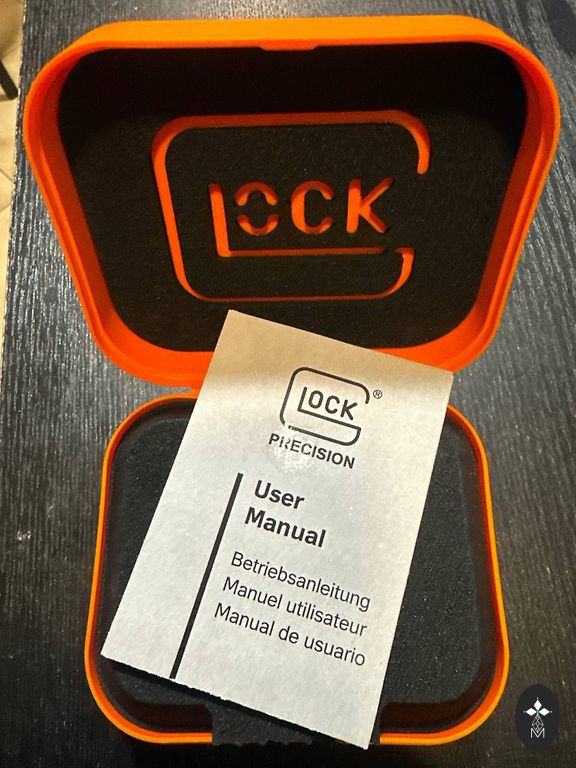 GLOCK
GLOCK®
PRECISION
User
Manual
Betriebsanleitung
Manuel utilisateur
Manual de usuario
M